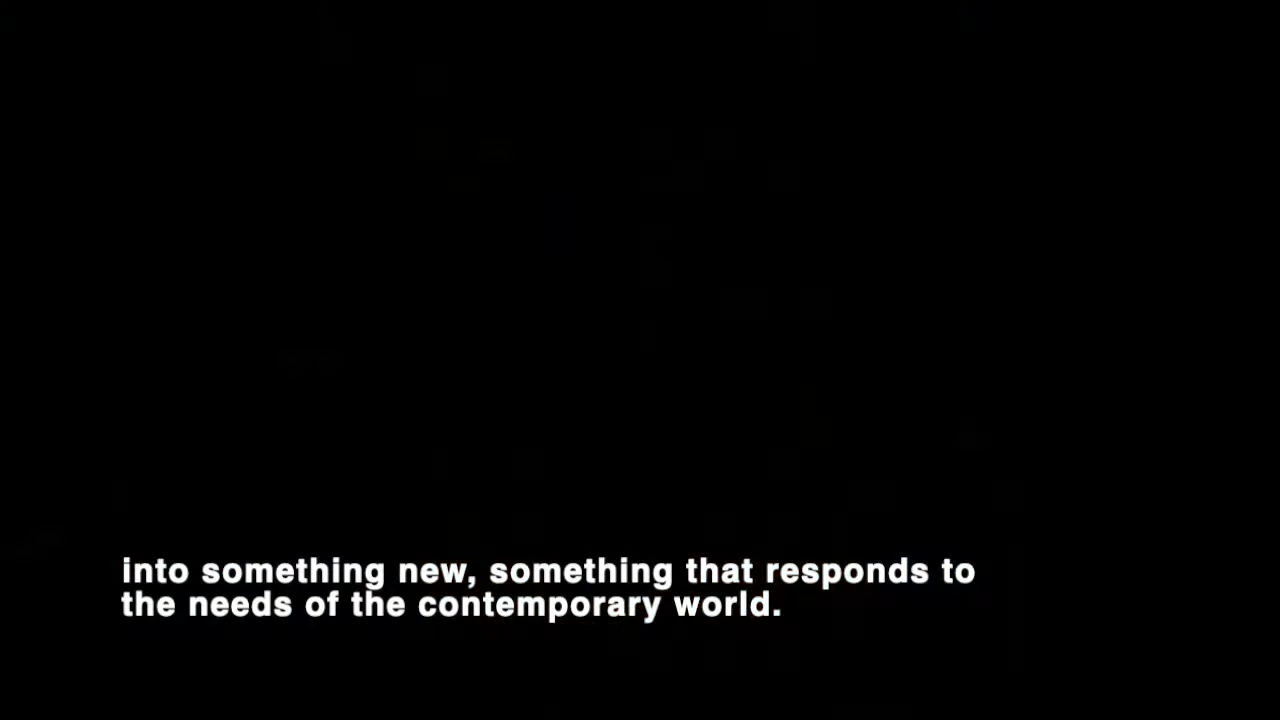 into something new, something that responds to
the needs of the contemporary world.